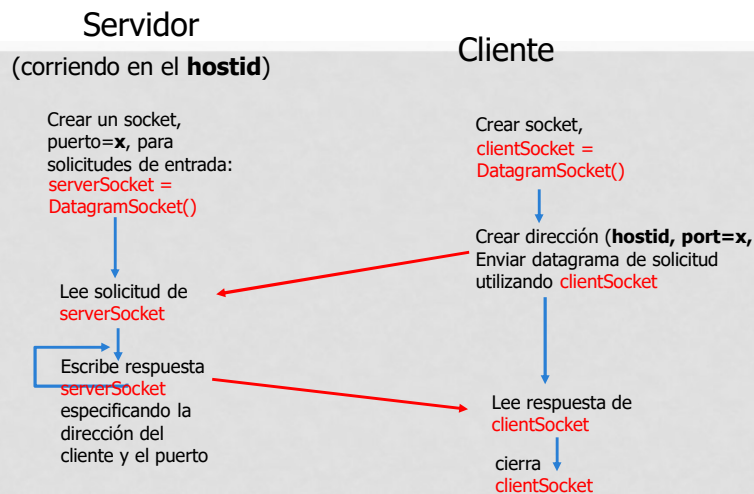 Servidor
(corriendo en el hostid)
Crear un socket,
puerto=x, para
solicitudes de entrada:
serverSocket =
DatagramSocket()
Lee solicitud de
serverSocket
Escribe respuesta
serverSocket
especificando la
dirección del
cliente y el puerto
Cliente
Crear socket,
clientSocket =
DatagramSocket()
Crear dirección (hostid, port=x,
Enviar datagrama de solicitud
utilizando clientSocket
Lee respuesta de
clientSocket
cierra
clientSocket